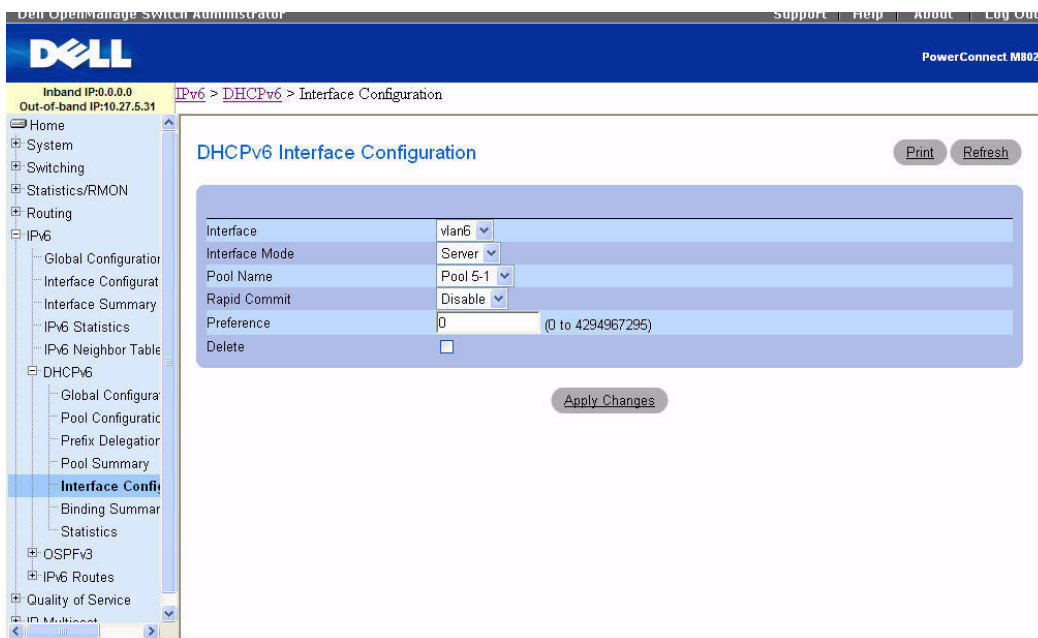 Dell OpenManage Switch Administrator
Support Help About Log Out
DELL
PowerConnect M802
Inband IP:0.0.0.0
Out-of-band IP:10.27.5.31
IPv6 > DHCPv6 > Interface Configuration
Home
System
Switching
Statistics/RMON
Routing
IPv6
Global Configuration
Interface Configurat
Interface Summary
IPv6 Statistics
IPv6 Neighbor Table
DHCPv6
Global Configura
Pool Configuratic
Prefix Delegation
Pool Summary
Interface Config
Binding Summar
Statistics
OSPFv3
IPv6 Routes
Quality of Service
IP Multicast
DHCPv6 Interface Configuration
Print Refresh
Interface vlan6
Interface Mode Server
Pool Name Pool 5-1
Rapid Commit Disable
Preference 0 (0 to 4294967295)
Delete
Apply Changes